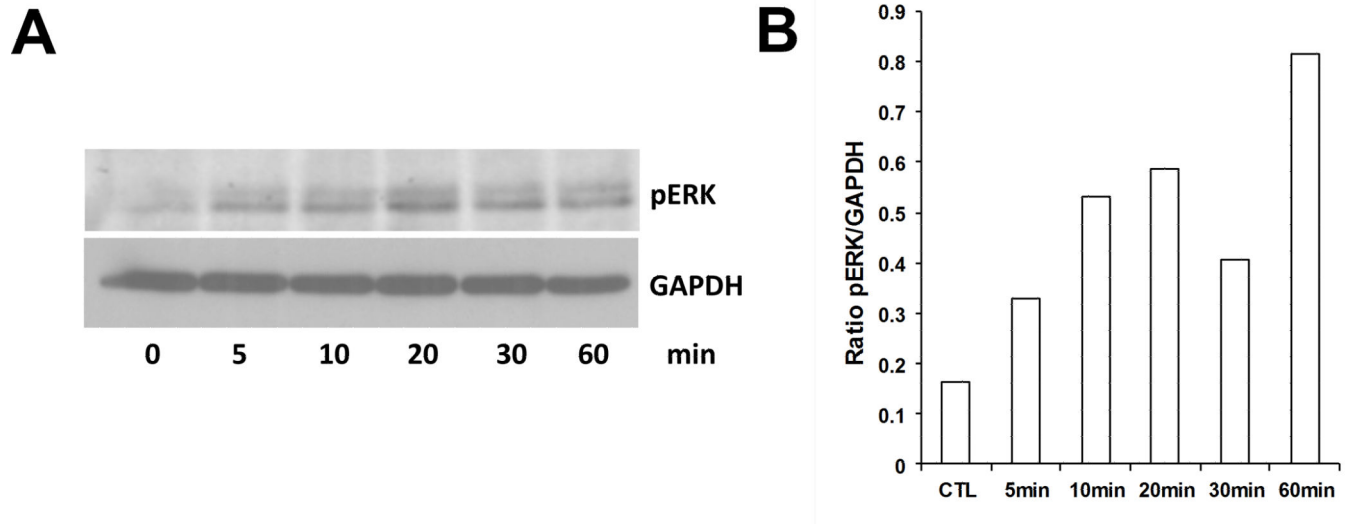 A
pERK
GAPDH
0 5 10 20 30 60 min
B
Ratio pERK/GAPDH
0.9
0.8
0.7
0.6
0.5
0.4
0.3
0.2
0.1
0
CTL 5min 10min 20min 30min 60min